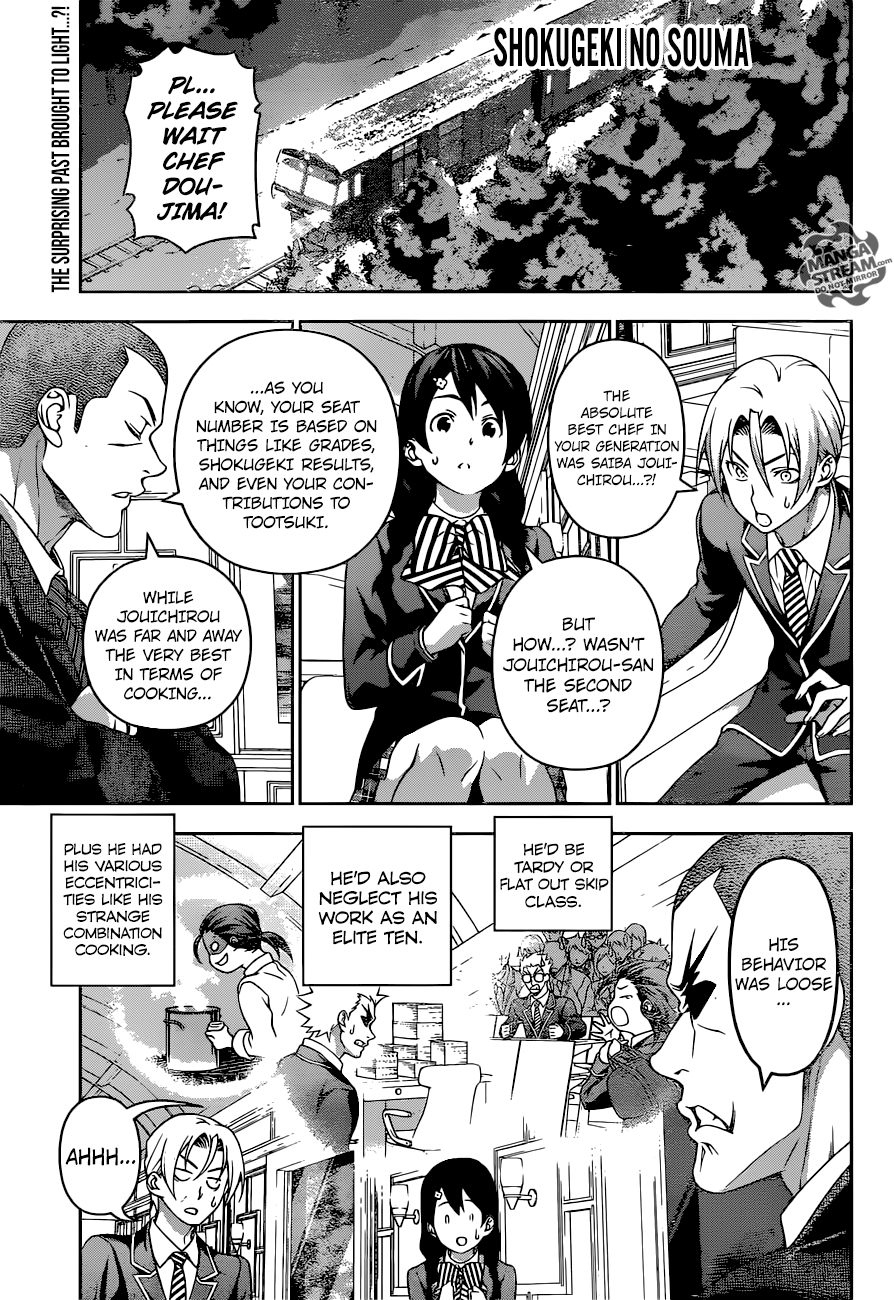 SHOKUGEKI NO SOUMA
THE SURPRISING PAST BROUGHT TO LIGHT...?!
PL...
PLEASE
WAIT
CHEF
DOU-
JIMA!
MANGA
STREAM.com
DO NOT MIRROR
THE
ABSOLUTE
BEST CHEF IN
YOUR GENERATION
WAS SAIBA JOUI-
CHIROU...?!
BUT
HOW...? WASN'T
JOUICHIROU-SAN
THE SECOND
SEAT...?
...AS YOU
KNOW, YOUR SEAT
NUMBER IS BASED ON
THINGS LIKE GRADES,
SHOKUGEKI RESULTS,
AND EVEN YOUR CON-
TRIBUTIONS TO
TOOTSUKI.
WHILE
JOUICHIROU
WAS FAR AND AWAY
THE VERY BEST
IN TERMS OF
COOKING...
HIS
BEHAVIOR
WAS LOOSE
...
HE'D BE
TARDY OR
FLAT OUT SKIP
CLASS.
HE'D ALSO
NEGLECT HIS
WORK AS AN
ELITE TEN.
PLUS HE HAD
HIS VARIOUS
ECCENTRICI-
TIES LIKE HIS
STRANGE
COMBINATION
COOKING.
AHHH...